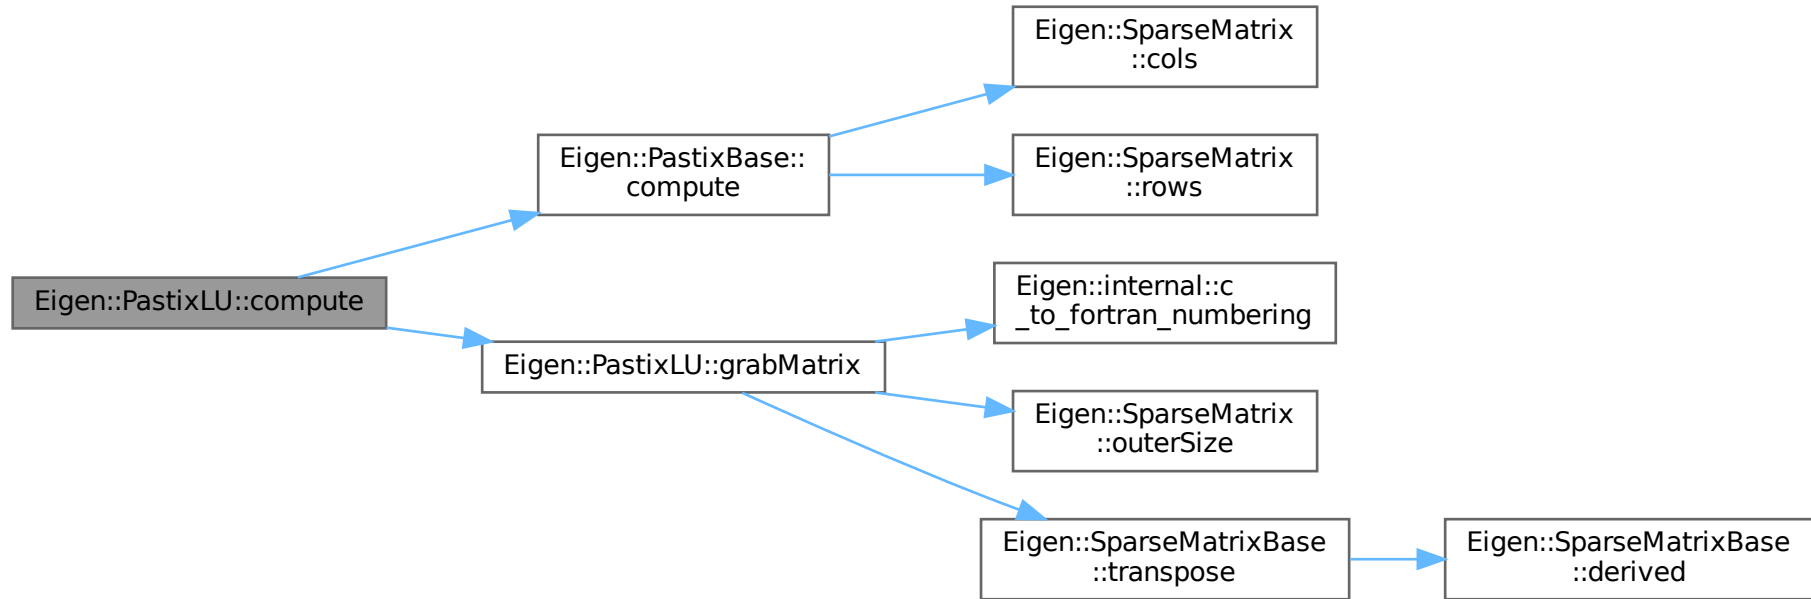 Eigen::SparseMatrix
::cols
Eigen::PastixBase::
compute
Eigen::SparseMatrix
::rows
Eigen::PastixLU::compute
Eigen::internal::c
_to_fortran_numbering
Eigen::PastixLU::grabMatrix
Eigen::SparseMatrix
::outerSize
Eigen::SparseMatrixBase
::transpose
Eigen::SparseMatrixBase
::derived